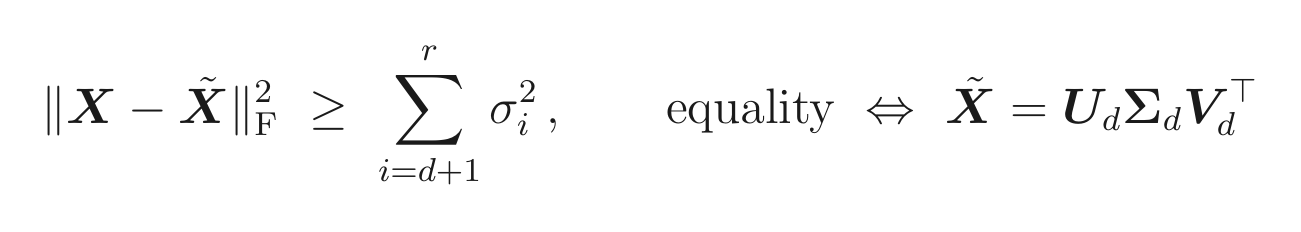 ‖𝑿 − 𝑿̃‖²_F ≥ ∑_{i=d+1}^{r} σ_i², equality ⇔ 𝑿̃ = 𝑼_d 𝚺_d 𝑽_d^⊤